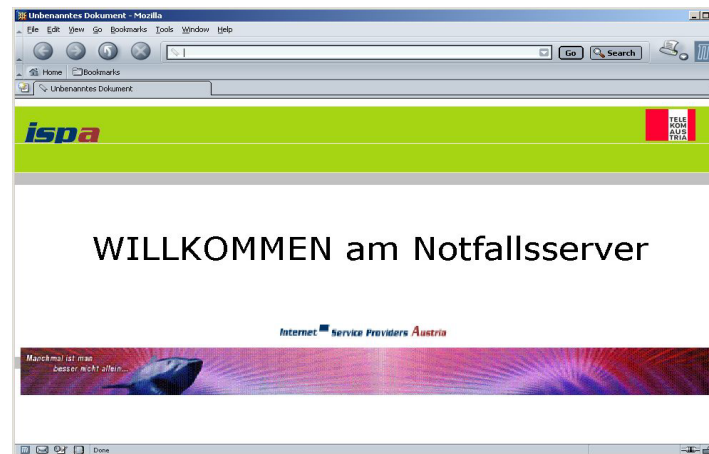 Unbenanntes Dokument - Mozilla
File Edit View Go Bookmarks Tools Window Help
Go Search
Home Bookmarks
Unbenanntes Dokument
ispa
TELE
KOM
AUS
TRIA
WILLKOMMEN am Notfallsserver
Internet Service Providers Austria
Manchmal ist man
besser nicht allein...
Done